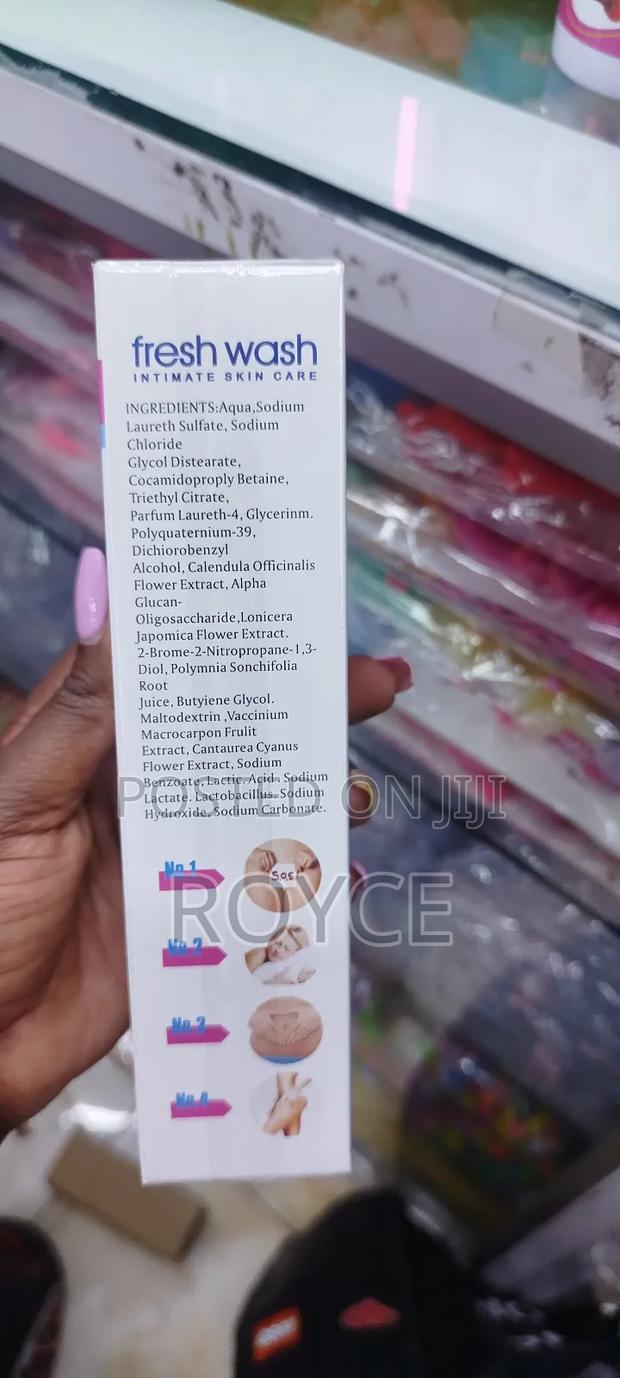 fresh wash
INTIMATE SKIN CARE
INGREDIENTS:Aqua,Sodium
Laureth Sulfate, Sodium
Chloride
Glycol Distearate,
Cocamidoproply Betaine,
Triethyl Citrate,
Parfum Laureth-4, Glycerinm.
Polyquaternium-39,
Dichiorobenzyl
Alcohol, Calendula Officinalis
Flower Extract, Alpha
Glucan-
Oligosaccharide,Lonicera
Japomica Flower Extract.
2-Brome-2-Nitropropane-1,3-
Diol, Polymnia Sonchifolia
Root
Juice, Butyiene Glycol.
Maltodextrin ,Vaccinium
Macrocarpon Frulit
Extract, Cantaurea Cyanus
Flower Extract, Sodium
Benzoate, Lactic. Acid . Sodium
Lactate. Lactobacillus. Sodium
Hydroxide, Sodium Carbonate.
POSTED ON JIJI
No.1
S.o.s
ROYCE
No.2
No.3
No.4